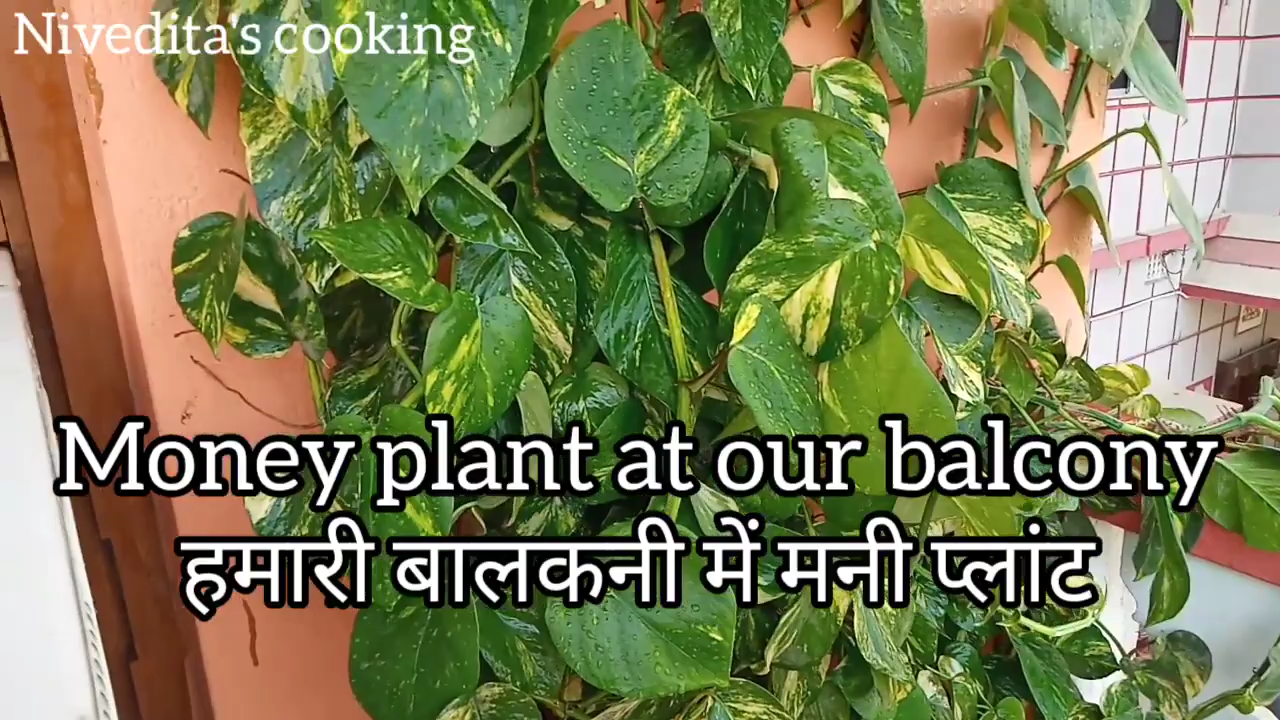 Nivedita's cooking
Money plant at our balcony
हमारी बालकनी में मनी प्लांट